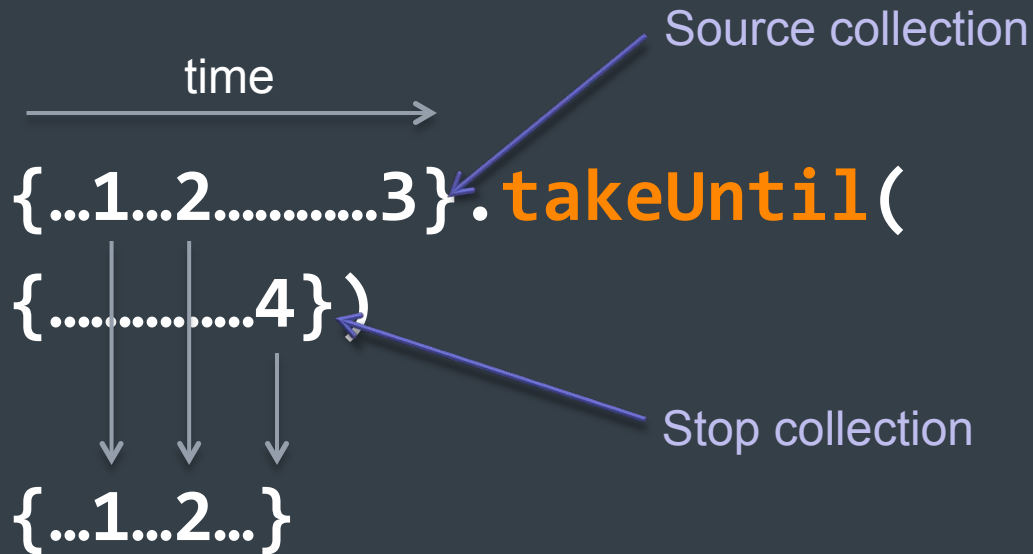 Source collection
time
{…1…2…………3}.takeUntil(
{……………4})
Stop collection
{…1…2…}